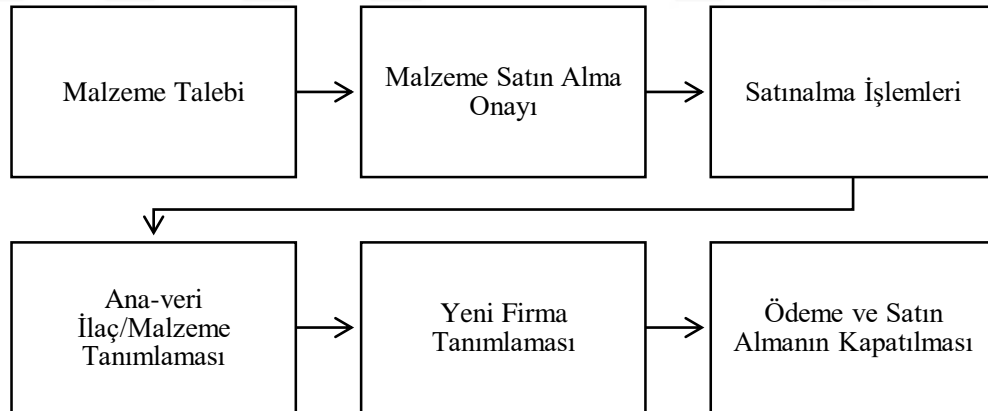 Malzeme Talebi
Malzeme Satın Alma
Onayı
Satınalma İşlemleri
Ana-veri
İlaç/Malzeme
Tanımlaması
Yeni Firma
Tanımlaması
Ödeme ve Satın
Almanın Kapatılması